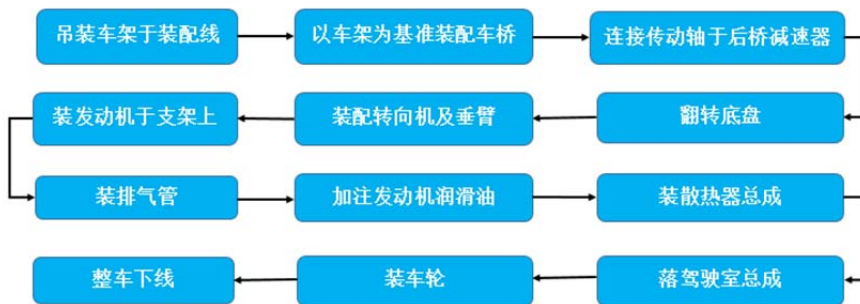 吊装车架于装配线
以车架为基准装配车桥
连接传动轴于后桥减速器
翻转底盘
装配转向机及垂臂
装发动机于支架上
装排气管
加注发动机润滑油
装散热器总成
落驾驶室总成
装车轮
整车下线